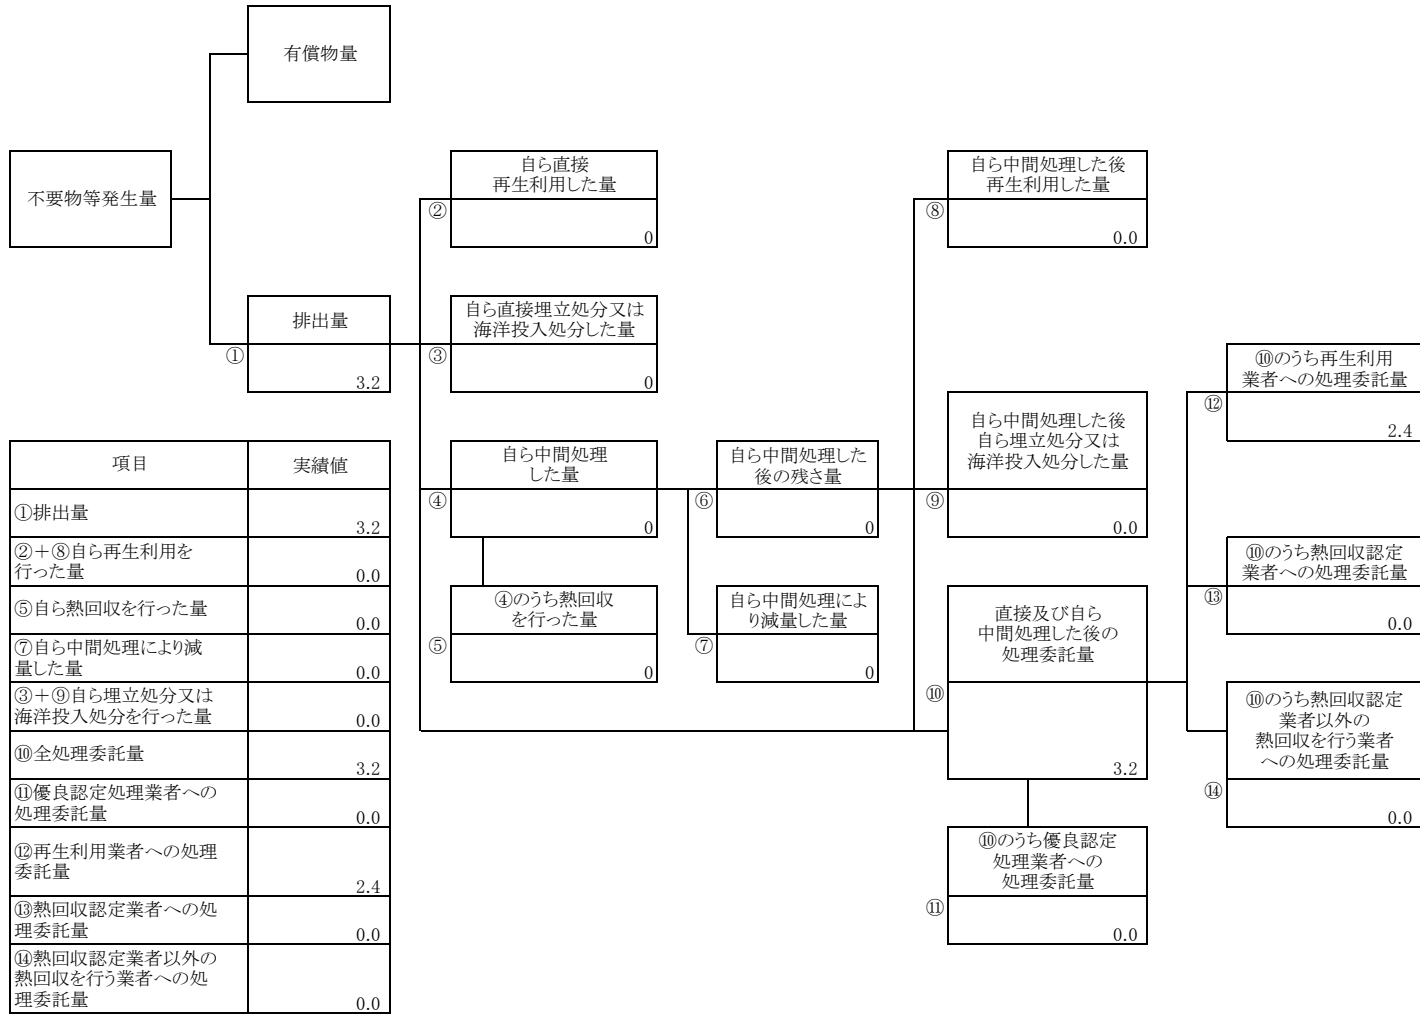 有償物量
不要物等発生量
自ら直接
再生利用した量
②
0
自ら中間処理した後
再生利用した量
⑧
0.0
排出量
①
3.2
自ら直接埋立処分又は
海洋投入処分した量
③
0
⑩のうち再生利用
業者への処理委託量
⑫
2.4
自ら中間処理
した量
④
0
自ら中間処理した
後の残さ量
⑥
0
自ら中間処理した後
自ら埋立処分又は
海洋投入処分した量
⑨
0.0
⑩のうち熱回収認定
業者への処理委託量
⑬
0.0
④のうち熱回収
を行った量
⑤
0
自ら中間処理によ
り減量した量
⑦
0
直接及び自ら
中間処理した後の
処理委託量
⑩
3.2
⑩のうち熱回収認定
業者以外の
熱回収を行う業者
への処理委託量
⑭
0.0
⑩のうち優良認定
処理業者への
処理委託量
⑪
0.0
項目
実績値
①排出量
3.2
②＋⑧自ら再生利用を
行った量
0.0
⑤自ら熱回収を行った量
0.0
⑦自ら中間処理により減
量した量
0.0
③＋⑨自ら埋立処分又は
海洋投入処分を行った量
0.0
⑩全処理委託量
3.2
⑪優良認定処理業者への
処理委託量
0.0
⑫再生利用業者への処理
委託量
2.4
⑬熱回収認定業者への処
理委託量
0.0
⑭熱回収認定業者以外の
熱回収を行う業者への処
理委託量
0.0